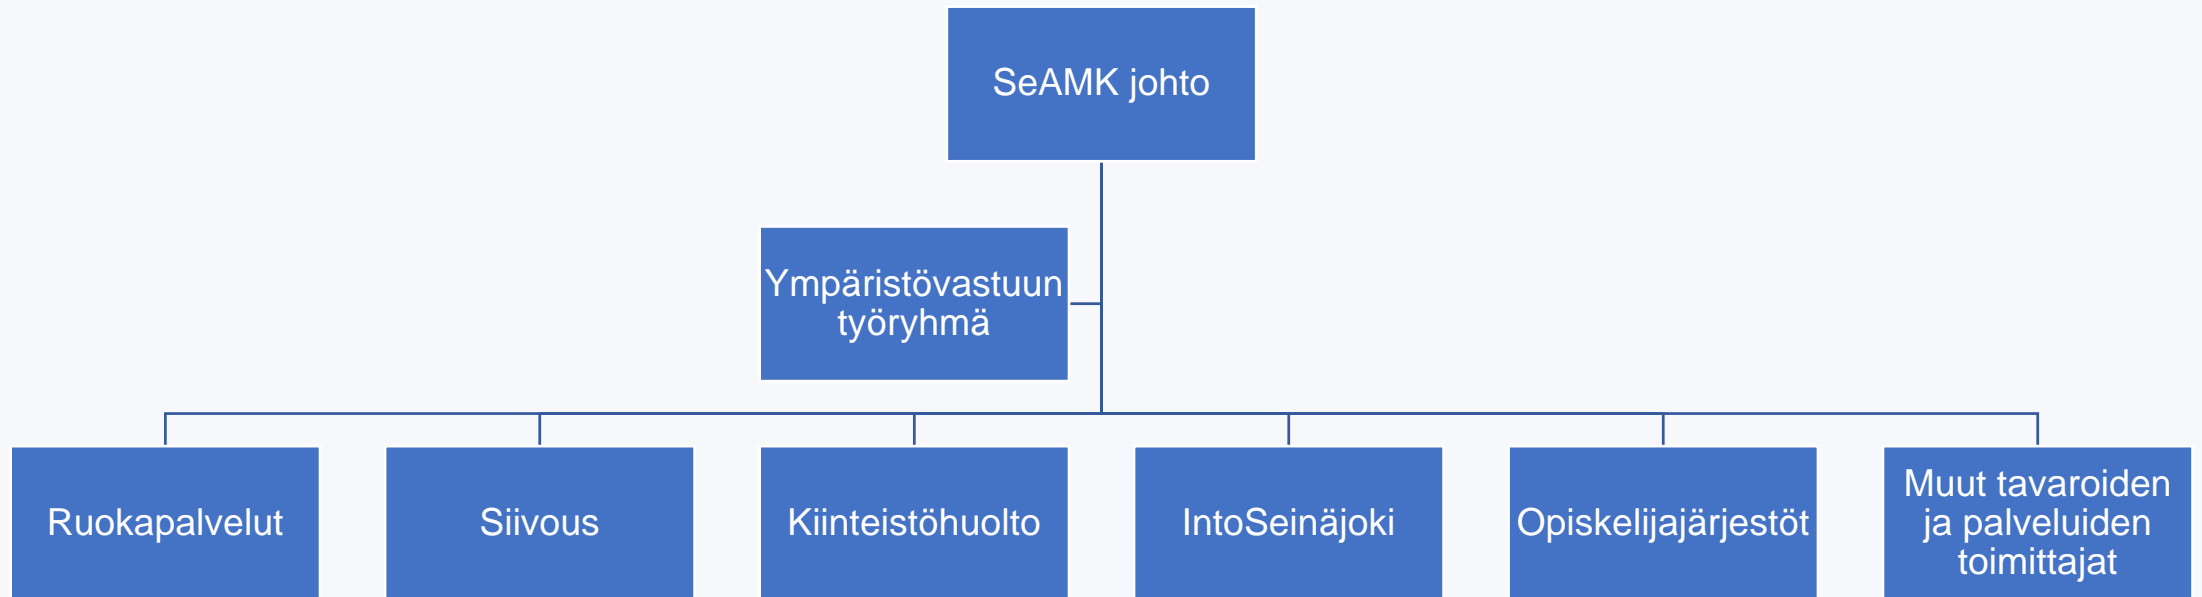 SeAMK johto
Ympäristövastuun
työryhmä
Ruokapalvelut
Siivous
Kiinteistöhuolto
IntoSeinäjoki
Opiskelijajärjestöt
Muut tavaroiden
ja palveluiden
toimittajat